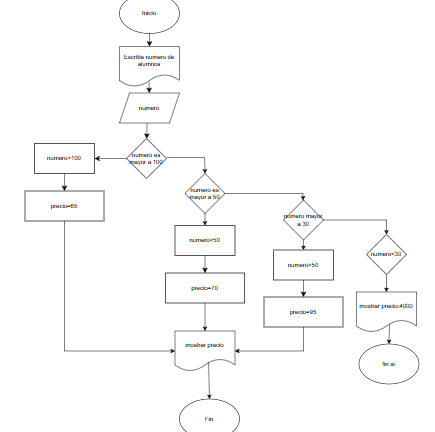 Inicio
Escriba numero de
alumnos
numero
numero es
mayor a 100
numero>100
precio=65
numero es
mayor a 50
numero>50
precio=70
numero mayor
a 30
numero>50
precio=95
numero<30
mostrar precio:4000
fin si
mostrar precio
Fin